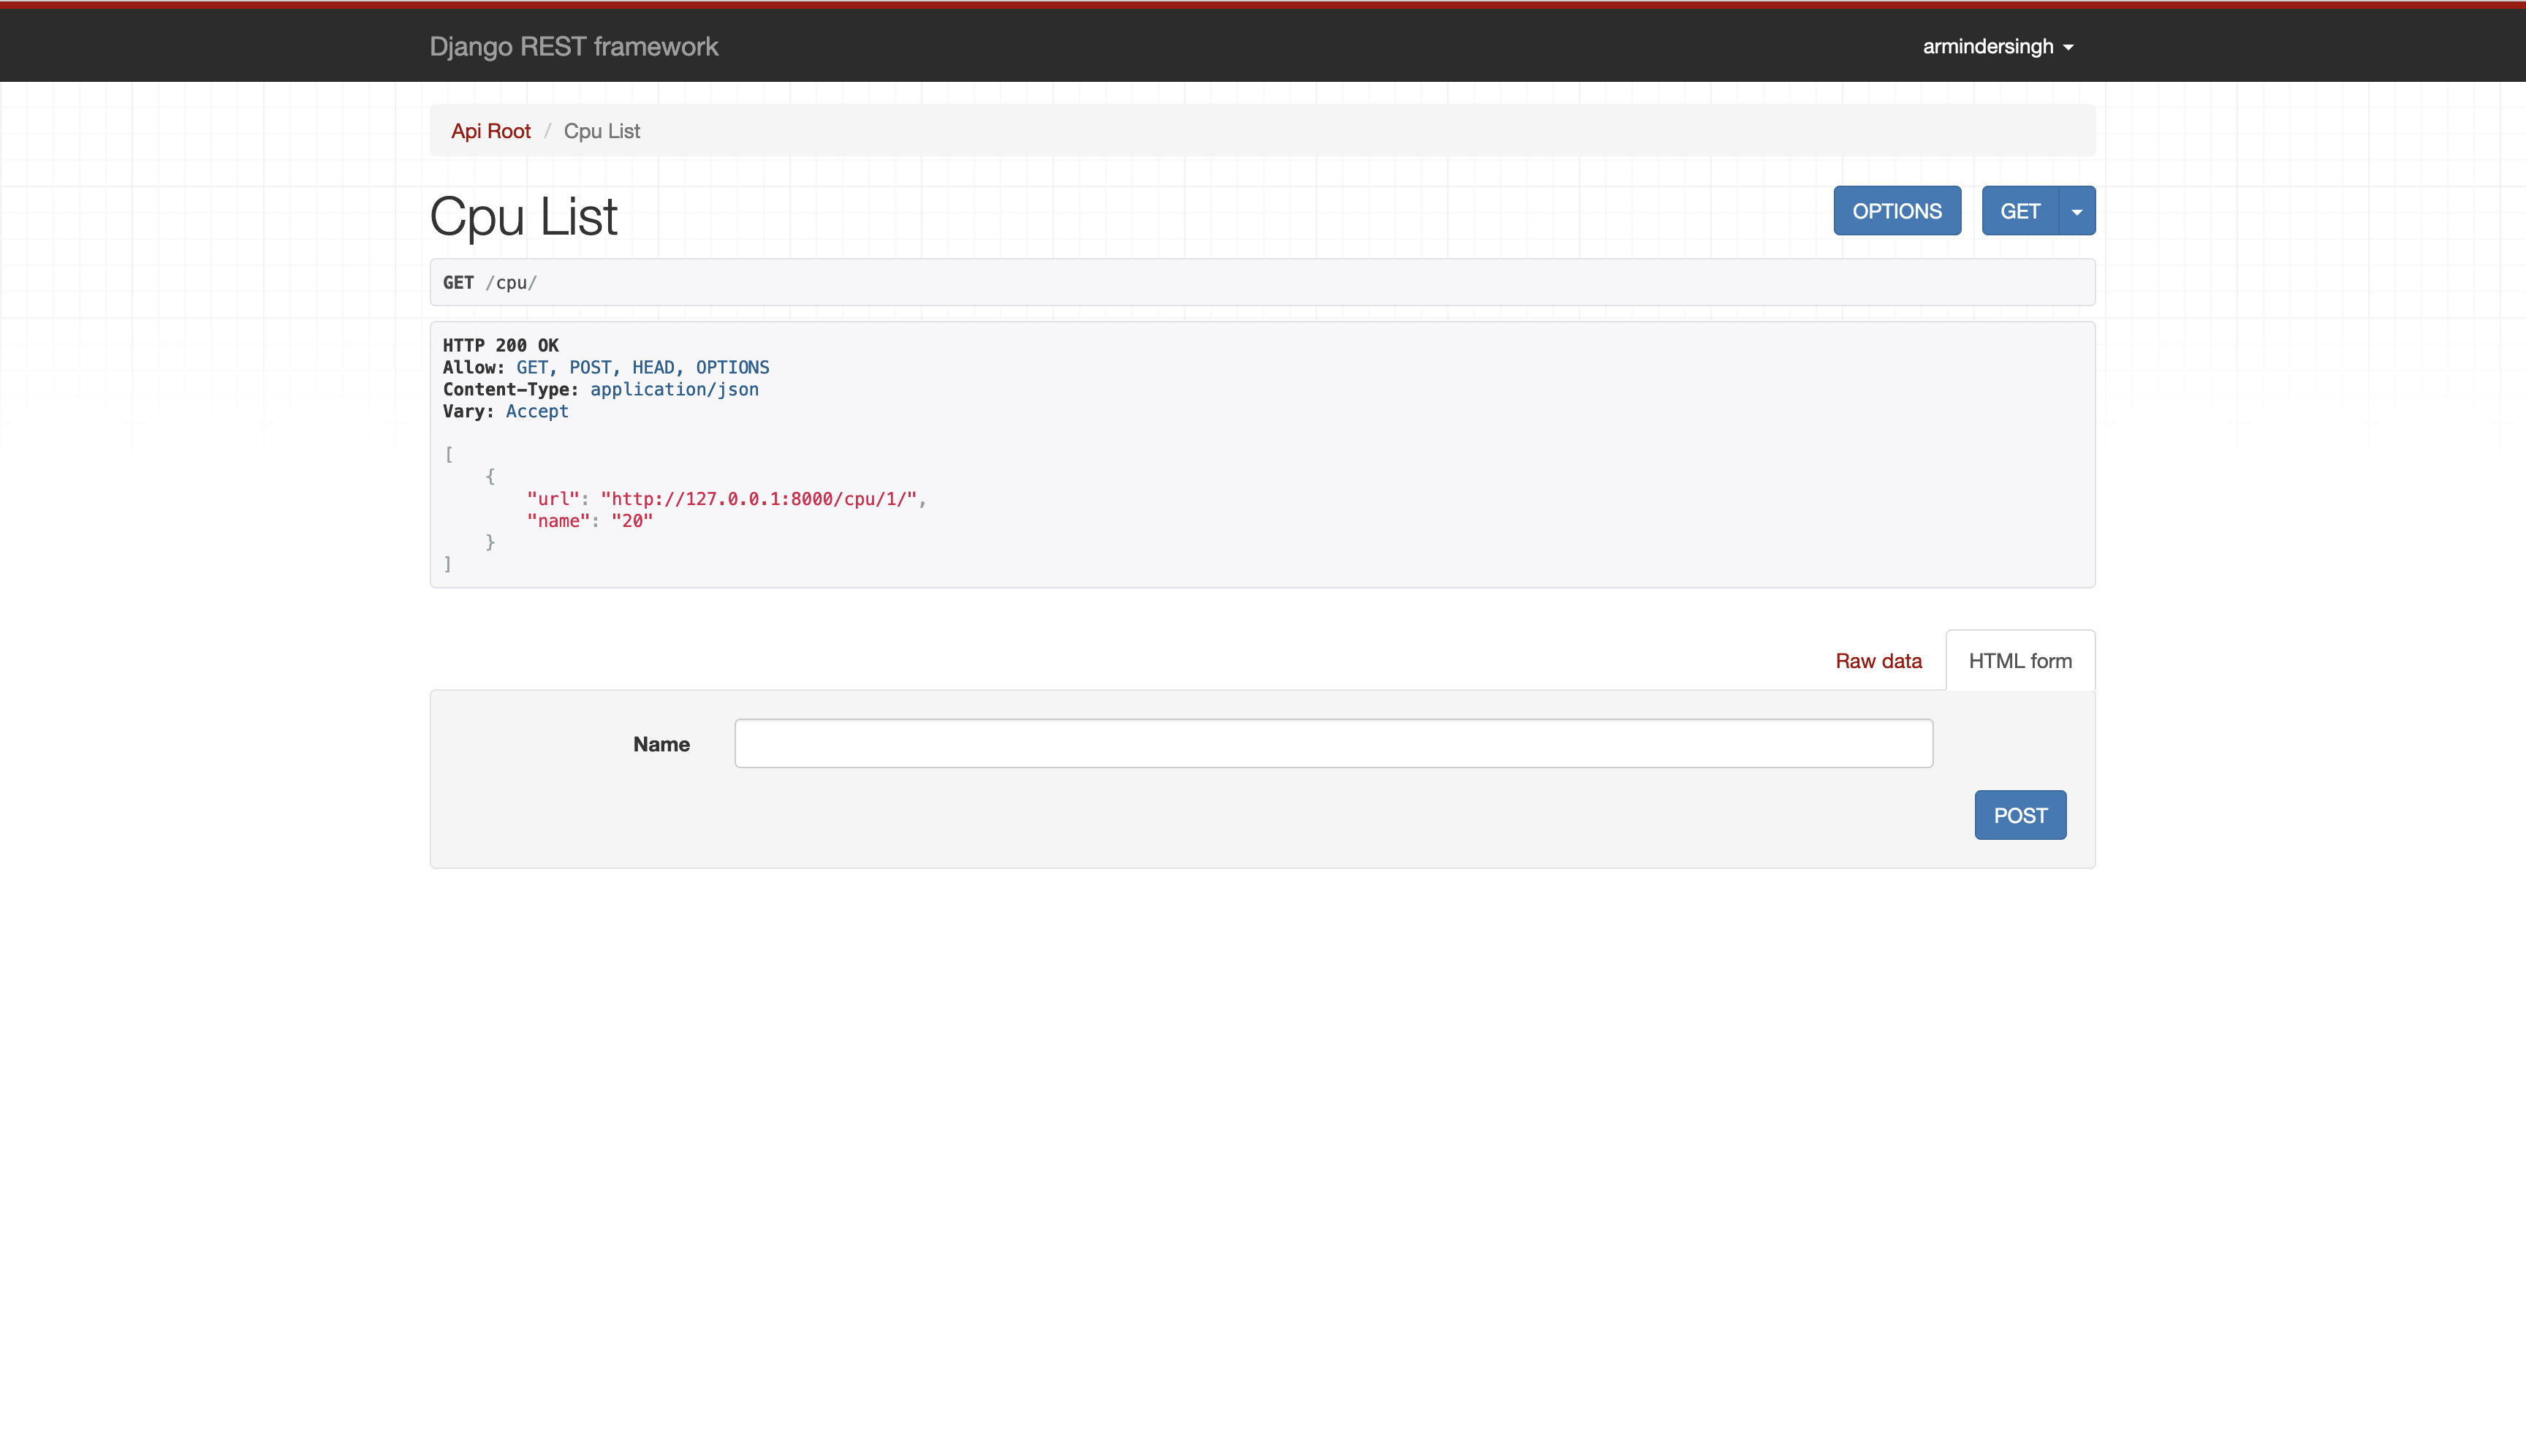 Django REST framework
armindersingh
Api Root / Cpu List
Cpu List
OPTIONS
GET
GET /cpu/
HTTP 200 OK
Allow: GET, POST, HEAD, OPTIONS
Content-Type: application/json
Vary: Accept
[
    {
        "url": "http://127.0.0.1:8000/cpu/1/",
        "name": "20"
    }
]
Raw data
HTML form
Name
POST